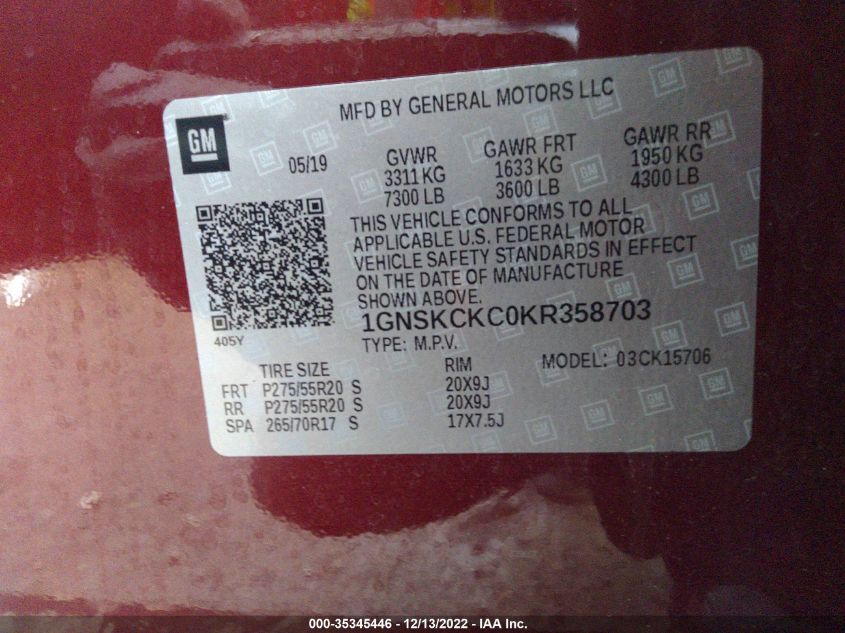 MFD BY GENERAL MOTORS LLC
GM
05/19
GVWR
3311 KG
7300 LB
GAWR FRT
1633 KG
3600 LB
GAWR RR
1950 KG
4300 LB
THIS VEHICLE CONFORMS TO ALL
APPLICABLE U.S. FEDERAL MOTOR
VEHICLE SAFETY STANDARDS IN EFFECT
ON THE DATE OF MANUFACTURE
SHOWN ABOVE.
405Y
1GNSKCKC0KR358703
TYPE: M.P.V.
MODEL: 03CK15706
TIRE SIZE RIM
FRT P275/55R20 S 20X9J
RR P275/55R20 S 20X9J
SPA 265/70R17 S 17X7.5J
000-35345446 - 12/13/2022 - IAA Inc.